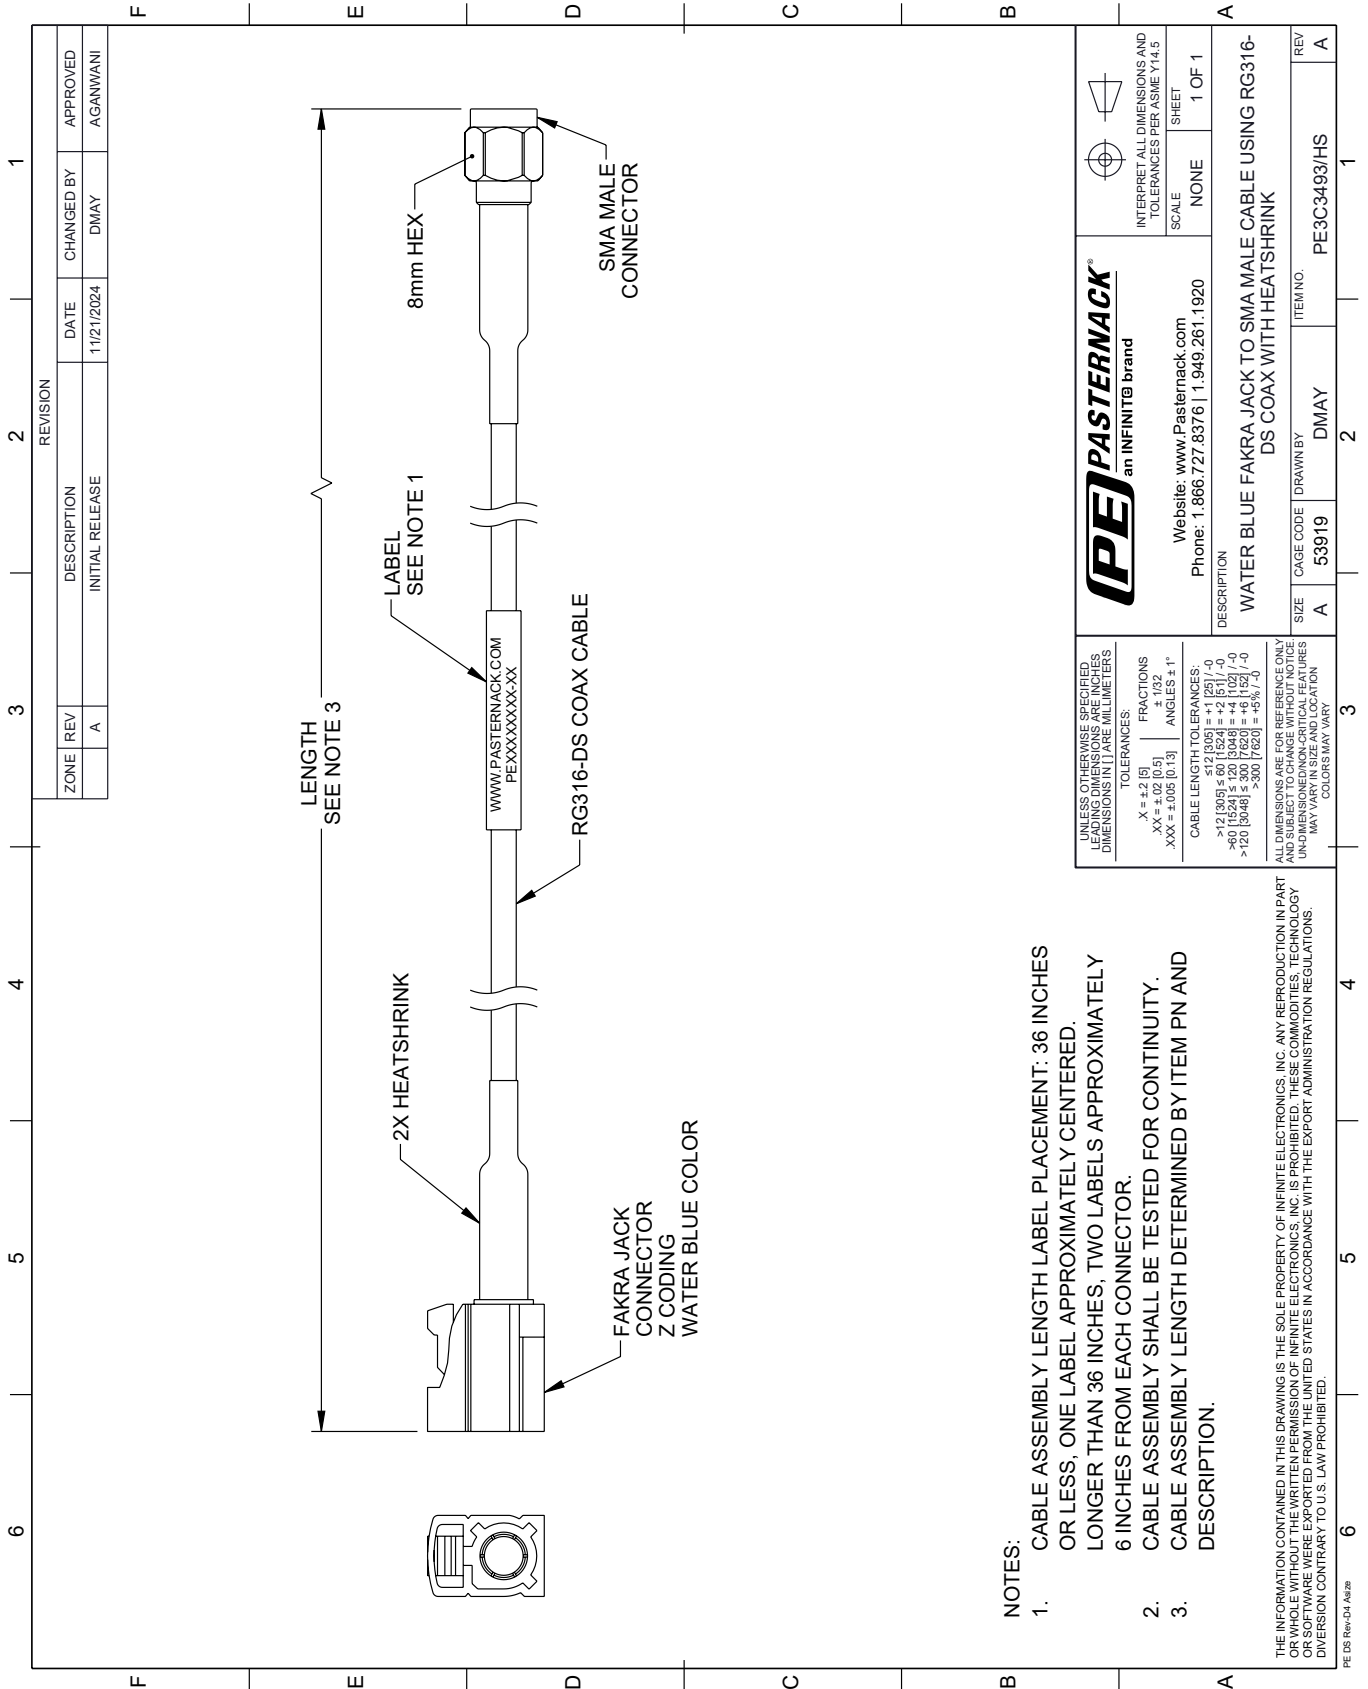 6
5
4
3
2
1
F
E
D
C
B
A
REVISION
ZONE REV DESCRIPTION DATE CHANGED BY APPROVED
A INITIAL RELEASE 11/21/2024 DMAY AGANWANI
LENGTH
SEE NOTE 3
2X HEATSHRINK
LABEL
SEE NOTE 1
8mm HEX
WWW.PASTERNACK.COM
PEXXXXXXX-XX
FAKRA JACK
CONNECTOR
Z CODING
WATER BLUE COLOR
RG316-DS COAX CABLE
SMA MALE
CONNECTOR
NOTES:
1. CABLE ASSEMBLY LENGTH LABEL PLACEMENT: 36 INCHES
OR LESS, ONE LABEL APPROXIMATELY CENTERED.
LONGER THAN 36 INCHES, TWO LABELS APPROXIMATELY
6 INCHES FROM EACH CONNECTOR.
2. CABLE ASSEMBLY SHALL BE TESTED FOR CONTINUITY.
3. CABLE ASSEMBLY LENGTH DETERMINED BY ITEM PN AND
DESCRIPTION.
THE INFORMATION CONTAINED IN THIS DRAWING IS THE SOLE PROPERTY OF INFINITE ELECTRONICS, INC. ANY REPRODUCTION IN PART
OR WHOLE WITHOUT THE WRITTEN PERMISSION OF INFINITE ELECTRONICS, INC. IS PROHIBITED. THESE COMMODITIES, TECHNOLOGY
OR SOFTWARE WERE EXPORTED FROM THE UNITED STATES IN ACCORDANCE WITH THE EXPORT ADMINISTRATION REGULATIONS.
DIVERSION CONTRARY TO U.S. LAW PROHIBITED.
UNLESS OTHERWISE SPECIFIED
LEADING DIMENSIONS ARE INCHES
DIMENSIONS IN [ ] ARE MILLIMETERS
TOLERANCES:
.X = ±.2 [5] FRACTIONS
.XX = ±.02 [0.5] ± 1/32
.XXX = ±.005 [0.13] ANGLES ± 1°
CABLE LENGTH TOLERANCES:
≤12 [305] = +1 [25] / -0
>12 [305] ≤ 60 [1524] = +2 [51] / -0
>60 [1524] ≤ 120 [3048] = +4 [102] / -0
>120 [3048] ≤ 300 [7620] = +6 [152] / -0
>300 [7620] = +5% / -0
ALL DIMENSIONS ARE FOR REFERENCE ONLY
AND SUBJECT TO CHANGE WITHOUT NOTICE.
UN-DIMENSIONED/NON-CRITICAL FEATURES
MAY VARY IN SIZE AND LOCATION
COLORS MAY VARY
PE PASTERNACK®
an INFINIT@ brand
Website: www.Pasternack.com
Phone: 1.866.727.8376 | 1.949.261.1920
INTERPRET ALL DIMENSIONS AND
TOLERANCES PER ASME Y14.5
SCALE NONE SHEET 1 OF 1
DESCRIPTION
WATER BLUE FAKRA JACK TO SMA MALE CABLE USING RG316-
DS COAX WITH HEATSHRINK
SIZE CAGE CODE DRAWN BY ITEM NO. REV
A 53919 DMAY PE3C3493/HS A
F
E
D
C
B
A
6
5
4
3
2
1
PE DS Rev-D4 Asize